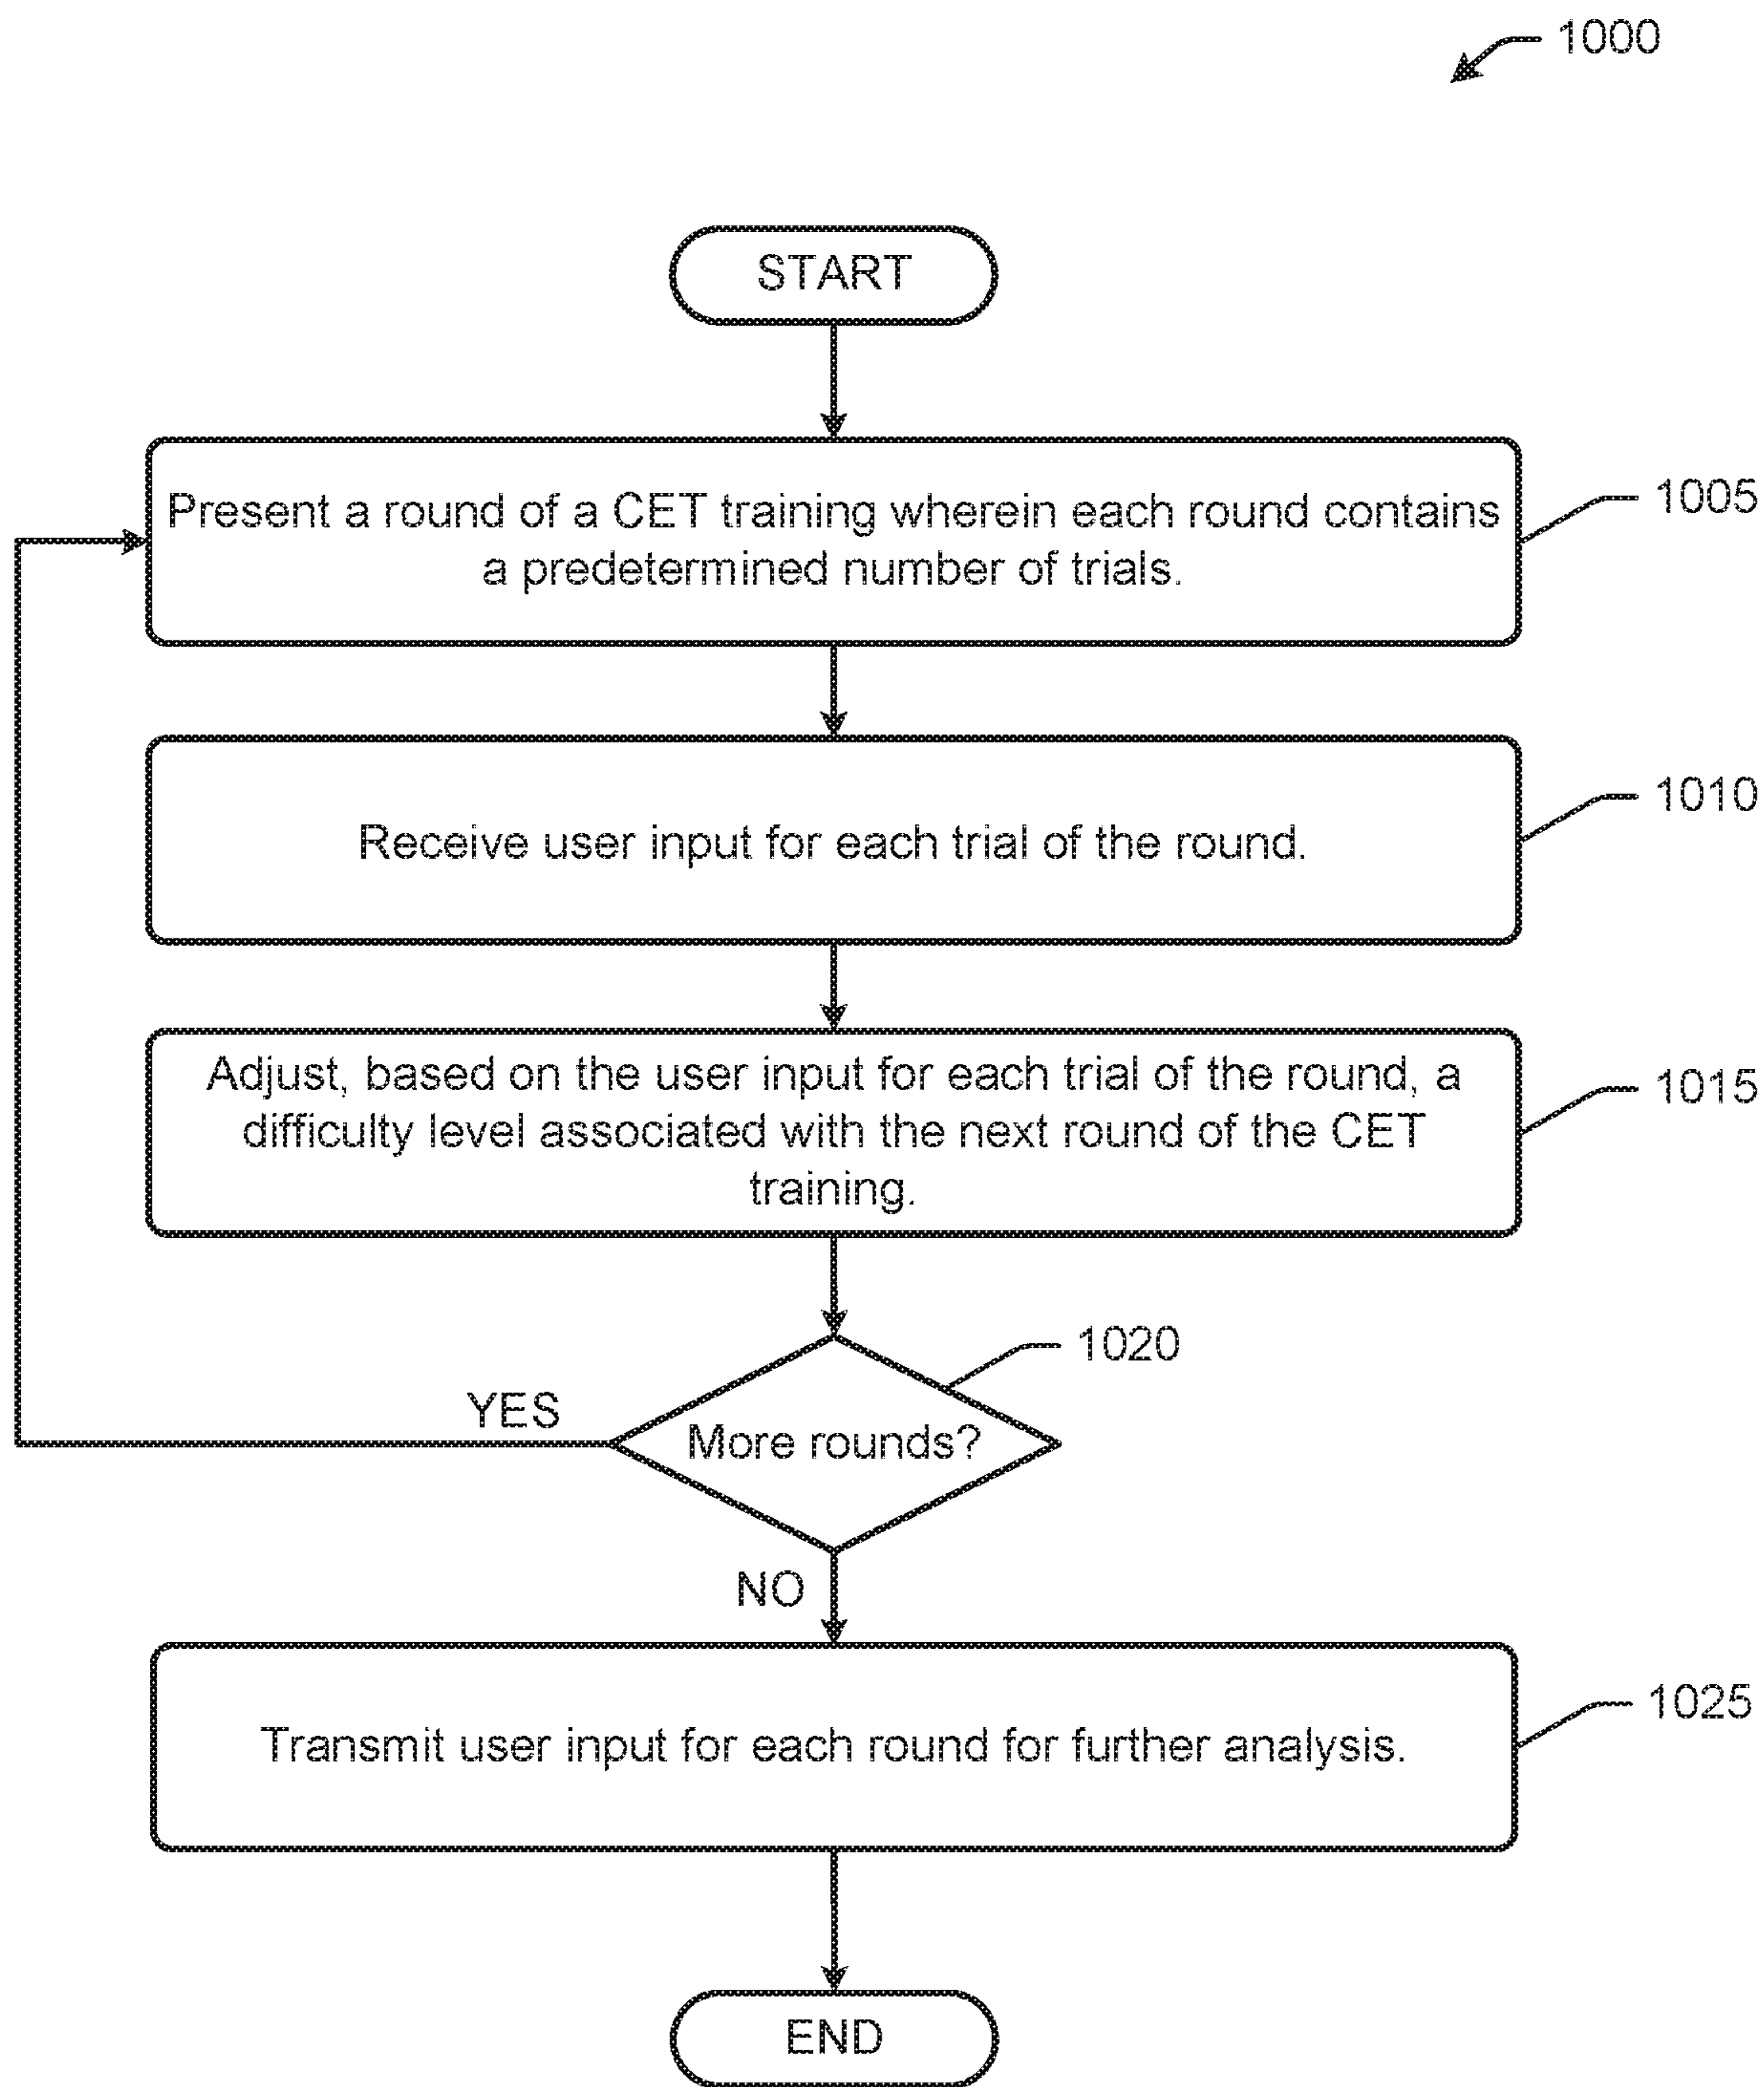 1000
START
Present a round of a CET training wherein each round contains
a predetermined number of trials.
1005
Receive user input for each trial of the round.
1010
Adjust, based on the user input for each trial of the round, a
difficulty level associated with the next round of the CET
training.
1015
1020
YES
More rounds?
NO
Transmit user input for each round for further analysis.
1025
END